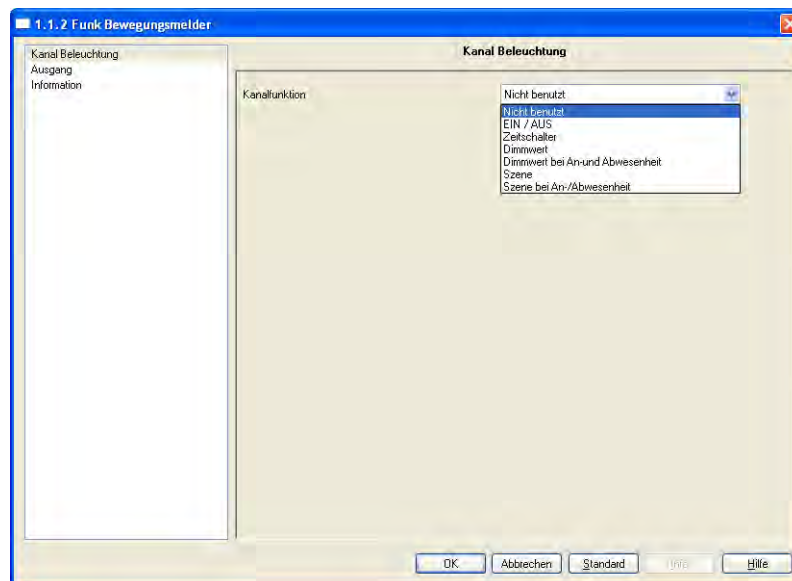 1.1.2 Funk Bewegungsmelder
Kanal Beleuchtung
Ausgang
Information
Kanal Beleuchtung
Kanalfunktion
Nicht benutzt
Nicht benutzt
EIN / AUS
Zeitschalter
Dimmwert
Dimmwert bei An-und Abwesenheit
Szene
Szene bei An-/Abwesenheit
OK
Abbrechen
Standard
Hilfe